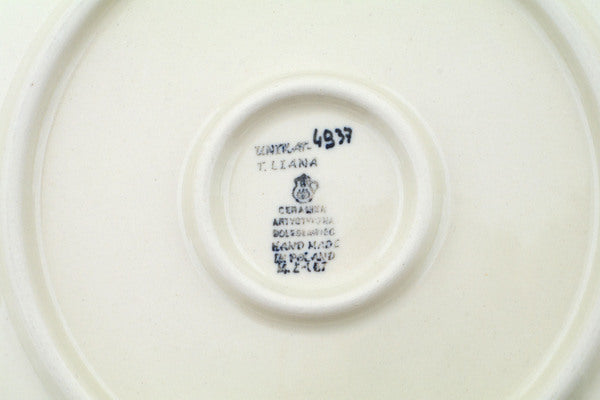 UNIKAT 4937
T. LIANA
CERAMIKA
ARTYSTYCZNA
BOLESŁAWIEC
HAND MADE
IN POLAND